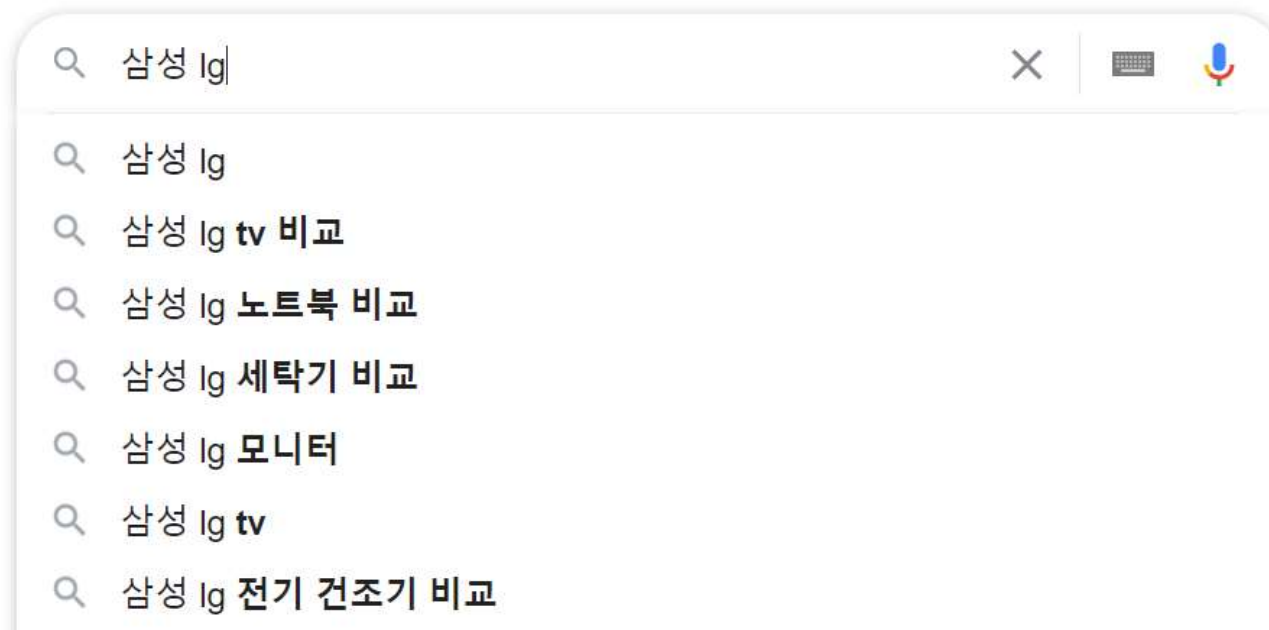 삼성 lg
삼성 lg
삼성 lg tv 비교
삼성 lg 노트북 비교
삼성 lg 세탁기 비교
삼성 lg 모니터
삼성 lg tv
삼성 lg 전기 건조기 비교